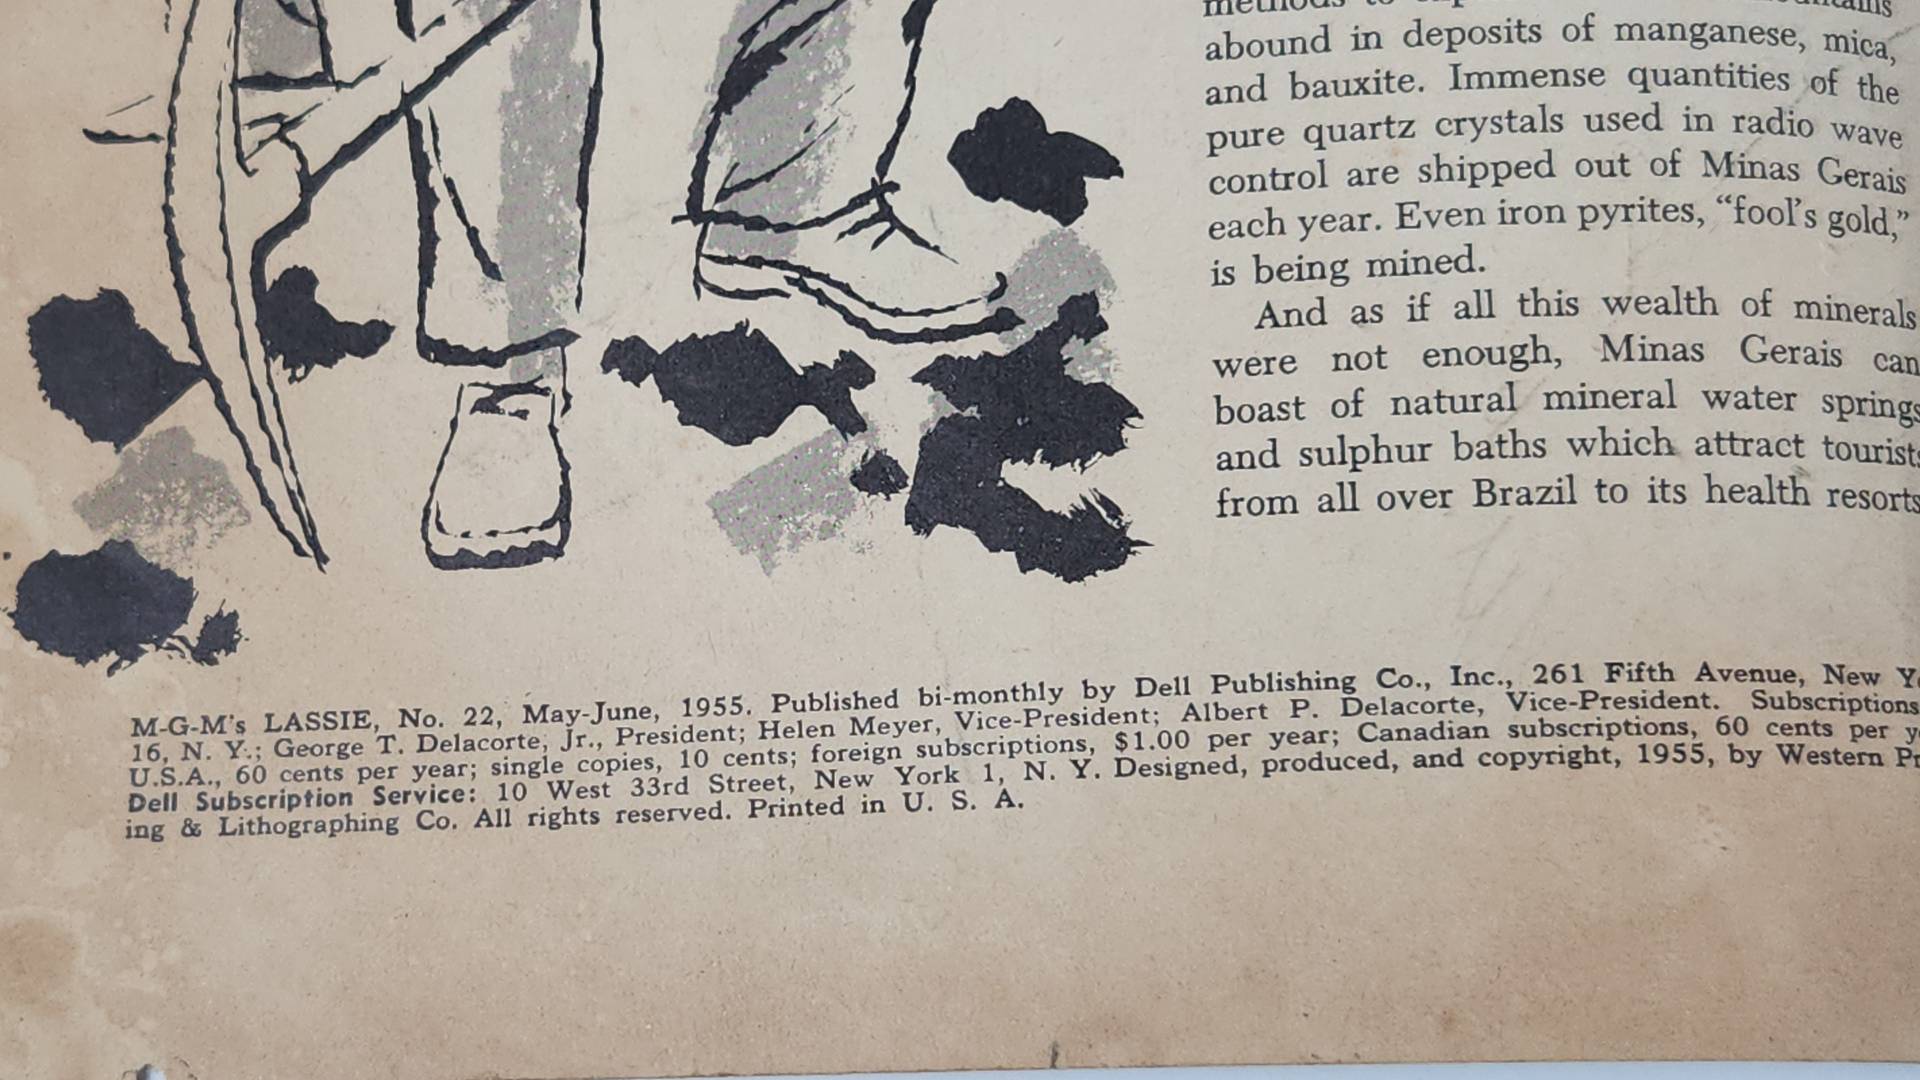 abound in deposits of manganese, mica,
and bauxite. Immense quantities of the
pure quartz crystals used in radio wave
control are shipped out of Minas Gerais
each year. Even iron pyrites, “fool’s gold,”
is being mined.
And as if all this wealth of minerals
were not enough, Minas Gerais can
boast of natural mineral water springs
and sulphur baths which attract tourists
from all over Brazil to its health resorts
M-G-M's LASSIE, No. 22, May-June, 1955. Published bi-monthly by Dell Publishing Co., Inc., 261 Fifth Avenue, New
16, N. Y.; George T. Delacorte, Jr., President; Helen Meyer, Vice-President; Albert P. Delacorte, Vice-President. Subscriptions
U.S.A., 60 cents per year; single copies, 10 cents; foreign subscriptions, $1.00 per year; Canadian subscriptions, 60 cents per
Dell Subscription Service: 10 West 33rd Street, New York 1, N. Y. Designed, produced, and copyright, 1955, by Western
ing & Lithographing Co. All rights reserved. Printed in U. S. A.